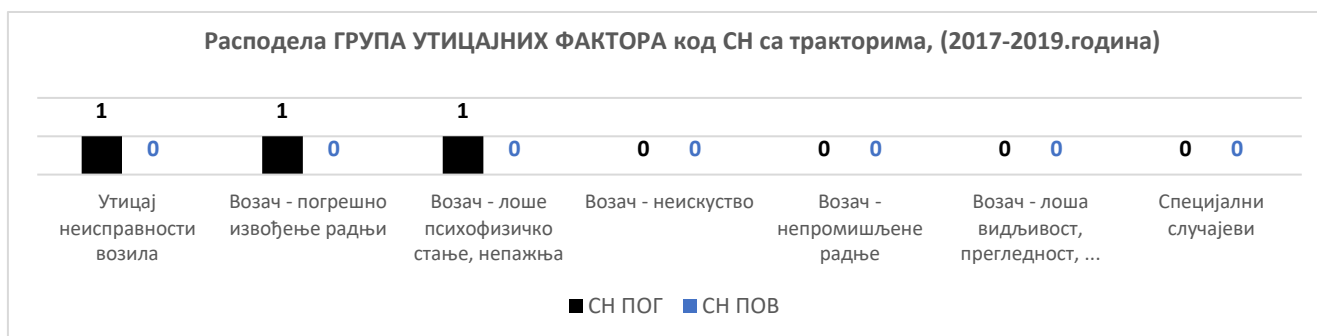 Расподела ГРУПА УТИЦАЈНИХ ФАКТОРА код СН са тракторима, (2017-2019.година)
1 0 1 0 1 0 0 0 0 0 0 0 0 0
Утицај неисправности возила
Возач - погрешно извођење радњи
Возач - лоше психофизичко стање, непажња
Возач - неискуство
Возач - непромишљене радње
Возач - лоша видљивост, прегледност, ...
Специјални случајеви
СН ПОГ СН ПОВ